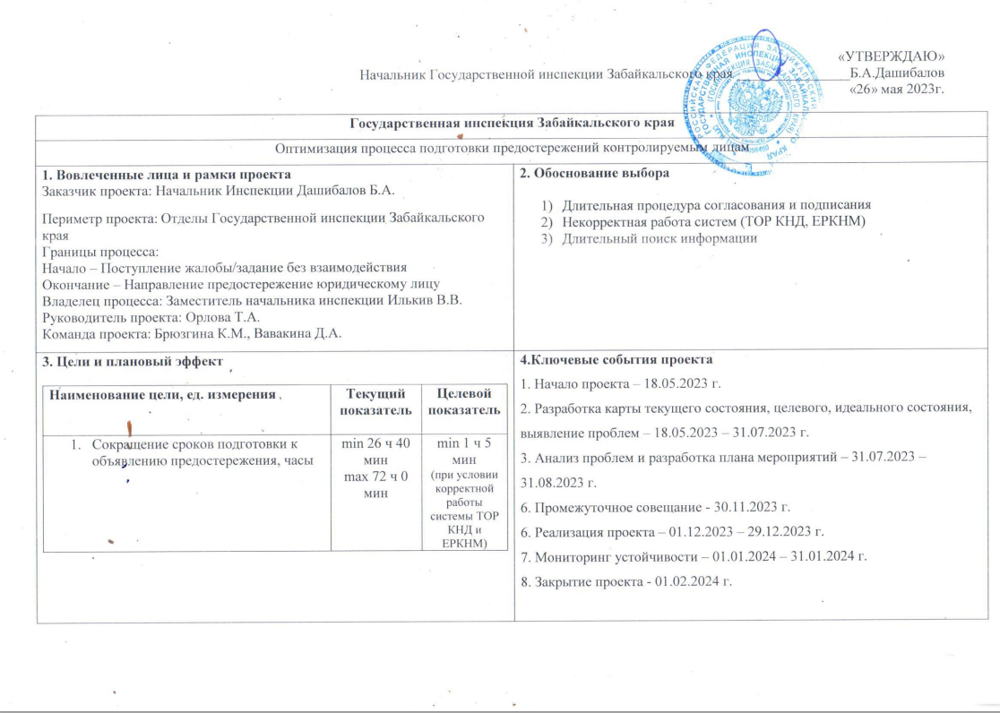 «УТВЕРЖДАЮ»
Начальник Государственной инспекции Забайкальского края Б.А.Дашибалов
«26» мая 2023г.
Государственная инспекция Забайкальского края
Оптимизация процесса подготовки предостережений контролируемым лицам
1. Вовлеченные лица и рамки проекта
Заказчик проекта: Начальник Инспекции Дашибалов Б.А.
Периметр проекта: Отделы Государственной инспекции Забайкальского
края
Границы процесса:
Начало – Поступление жалобы/задание без взаимодействия
Окончание – Направление предостережение юридическому лицу
Владелец процесса: Заместитель начальника инспекции Илькив В.В.
Руководитель проекта: Орлова Т.А.
Команда проекта: Брюзгина К.М., Вавакина Д.А.
2. Обоснование выбора
1) Длительная процедура согласования и подписания
2) Некорректная работа систем (ТОР КНД, ЕРКНМ)
3) Длительный поиск информации
3. Цели и плановый эффект
Наименование цели, ед. измерения
Текущий
показатель
Целевой
показатель
1. Сокращение сроков подготовки к
объявлению предостережения, часы
min 26 ч 40
мин
max 72 ч 0
мин
min 1 ч 5
мин
(при условии
корректной
работы
системы ТОР
КНД и
ЕРКНМ)
4.Ключевые события проекта
1. Начало проекта – 18.05.2023 г.
2. Разработка карты текущего состояния, целевого, идеального состояния,
выявление проблем – 18.05.2023 – 31.07.2023 г.
3. Анализ проблем и разработка плана мероприятий – 31.07.2023 –
31.08.2023 г.
6. Промежуточное совещание - 30.11.2023 г.
6. Реализация проекта – 01.12.2023 – 29.12.2023 г.
7. Мониторинг устойчивости – 01.01.2024 – 31.01.2024 г.
8. Закрытие проекта - 01.02.2024 г.